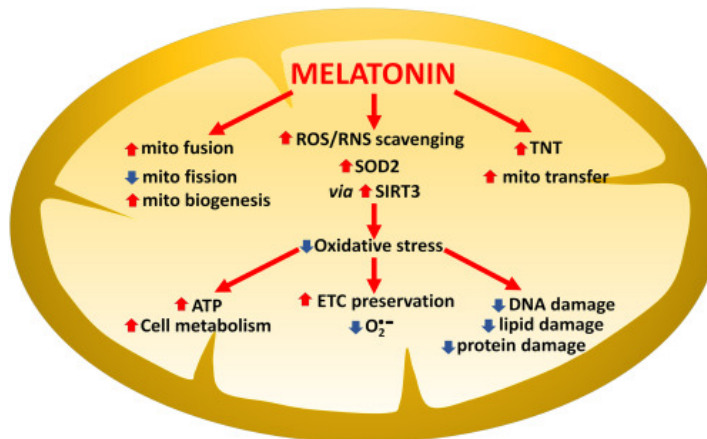 MELATONIN
mito fusion
mito fission
mito biogenesis
ROS/RNS scavenging
SOD2
via SIRT3
TNT
mito transfer
Oxidative stress
ATP
Cell metabolism
ETC preservation
O₂•−
DNA damage
lipid damage
protein damage